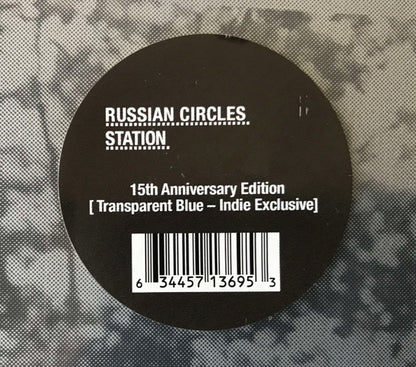 RUSSIAN CIRCLES
STATION
15th Anniversary Edition
[ Transparent Blue – Indie Exclusive]
6 34457 13695 3